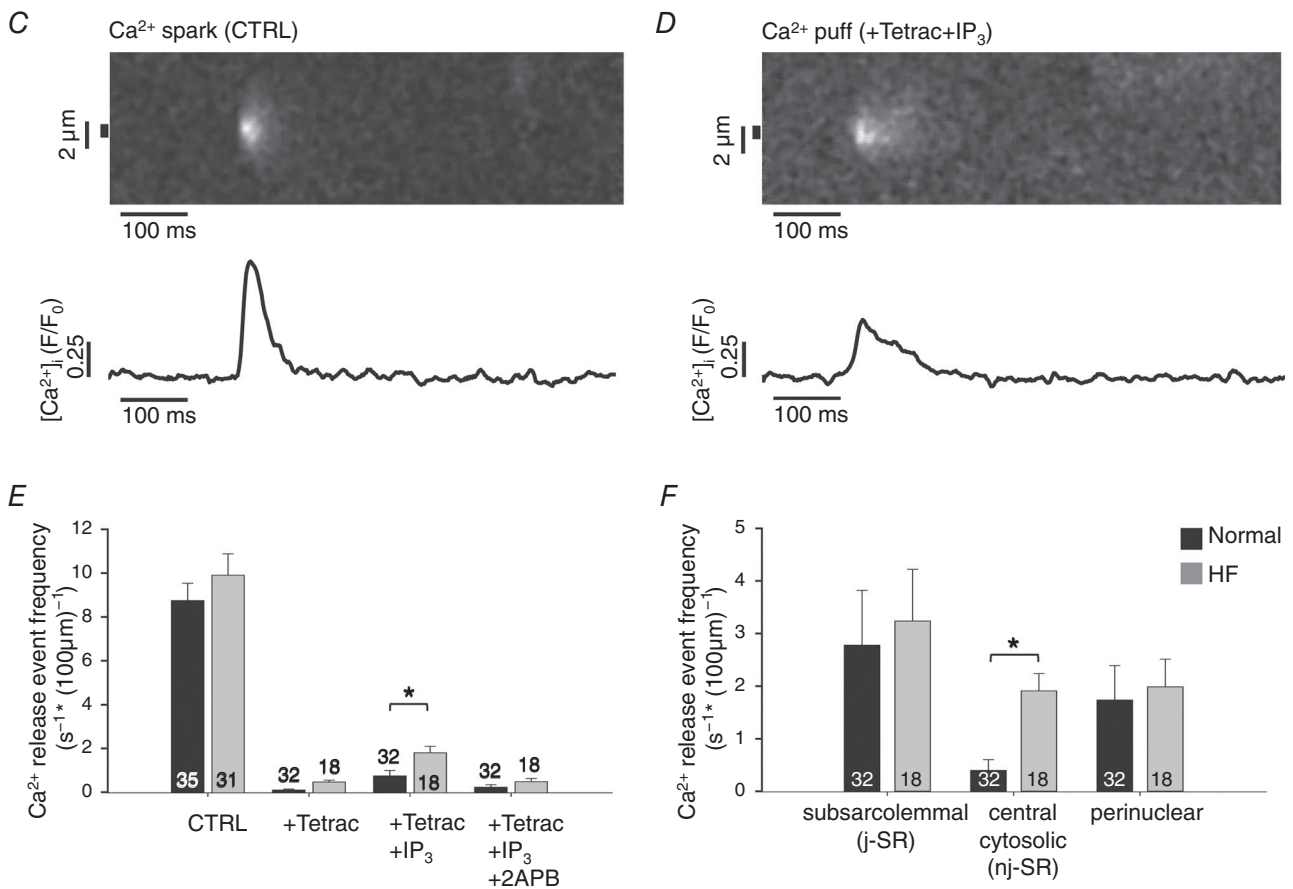 C
Ca²⁺ spark (CTRL)
2 µm
100 ms
[Ca²⁺]ᵢ (F/F₀)
0.25
100 ms
D
Ca²⁺ puff (+Tetrac+IP₃)
2 µm
100 ms
[Ca²⁺]ᵢ (F/F₀)
0.25
100 ms
E
Ca²⁺ release event frequency
(s⁻¹* (100µm)⁻¹)
12
10
8
6
4
2
0
35
31
32
18
*
32
18
32
18
CTRL
+Tetrac
+Tetrac
+IP₃
+Tetrac
+IP₃
+2APB
F
Ca²⁺ release event frequency
(s⁻¹* (100µm)⁻¹)
5
4
3
2
1
0
Normal
HF
*
32
18
32
18
32
18
subsarcolemmal
(j-SR)
central
cytosolic
(nj-SR)
perinuclear